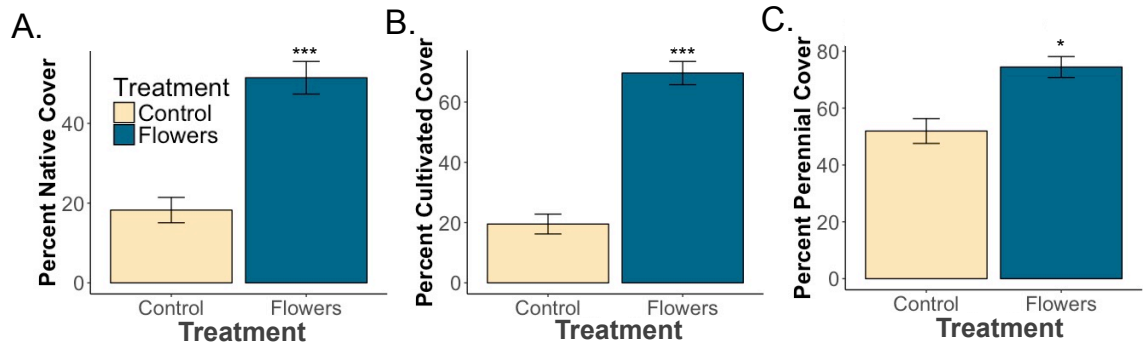 A.
Percent Native Cover
40
20
0
Treatment
Control
Flowers
***
Control Flowers
Treatment
B.
Percent Cultivated Cover
60
40
20
0
***
Control Flowers
Treatment
C.
Percent Perennial Cover
80
60
40
20
0
*
Control Flowers
Treatment